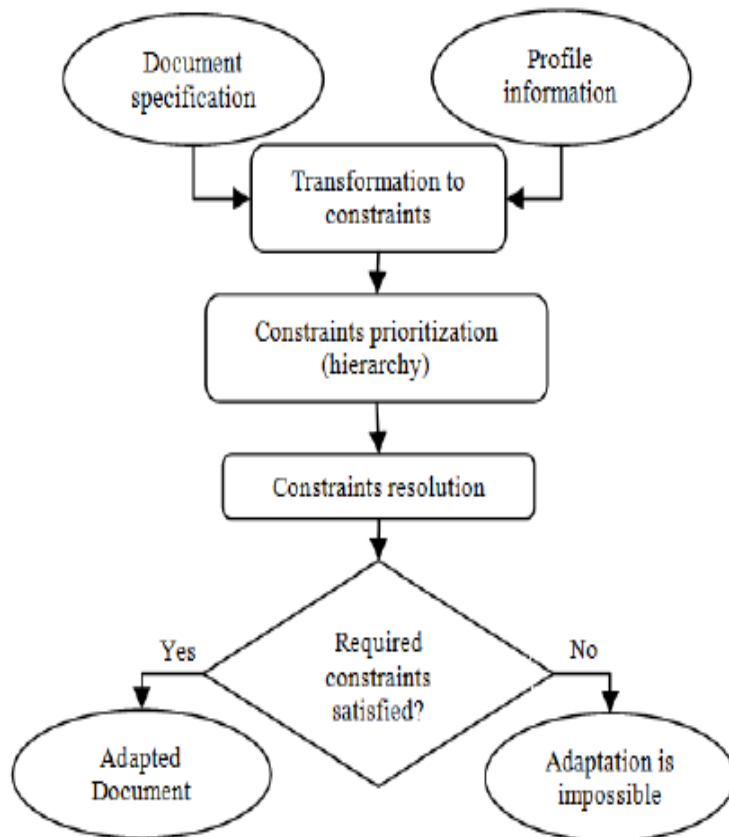 Document
specification
Profile
information
Transformation to
constraints
Constraints prioritization
(hierarchy)
Constraints resolution
Yes
Required
constraints
satisfied?
No
Adapted
Document
Adaptation is
impossible